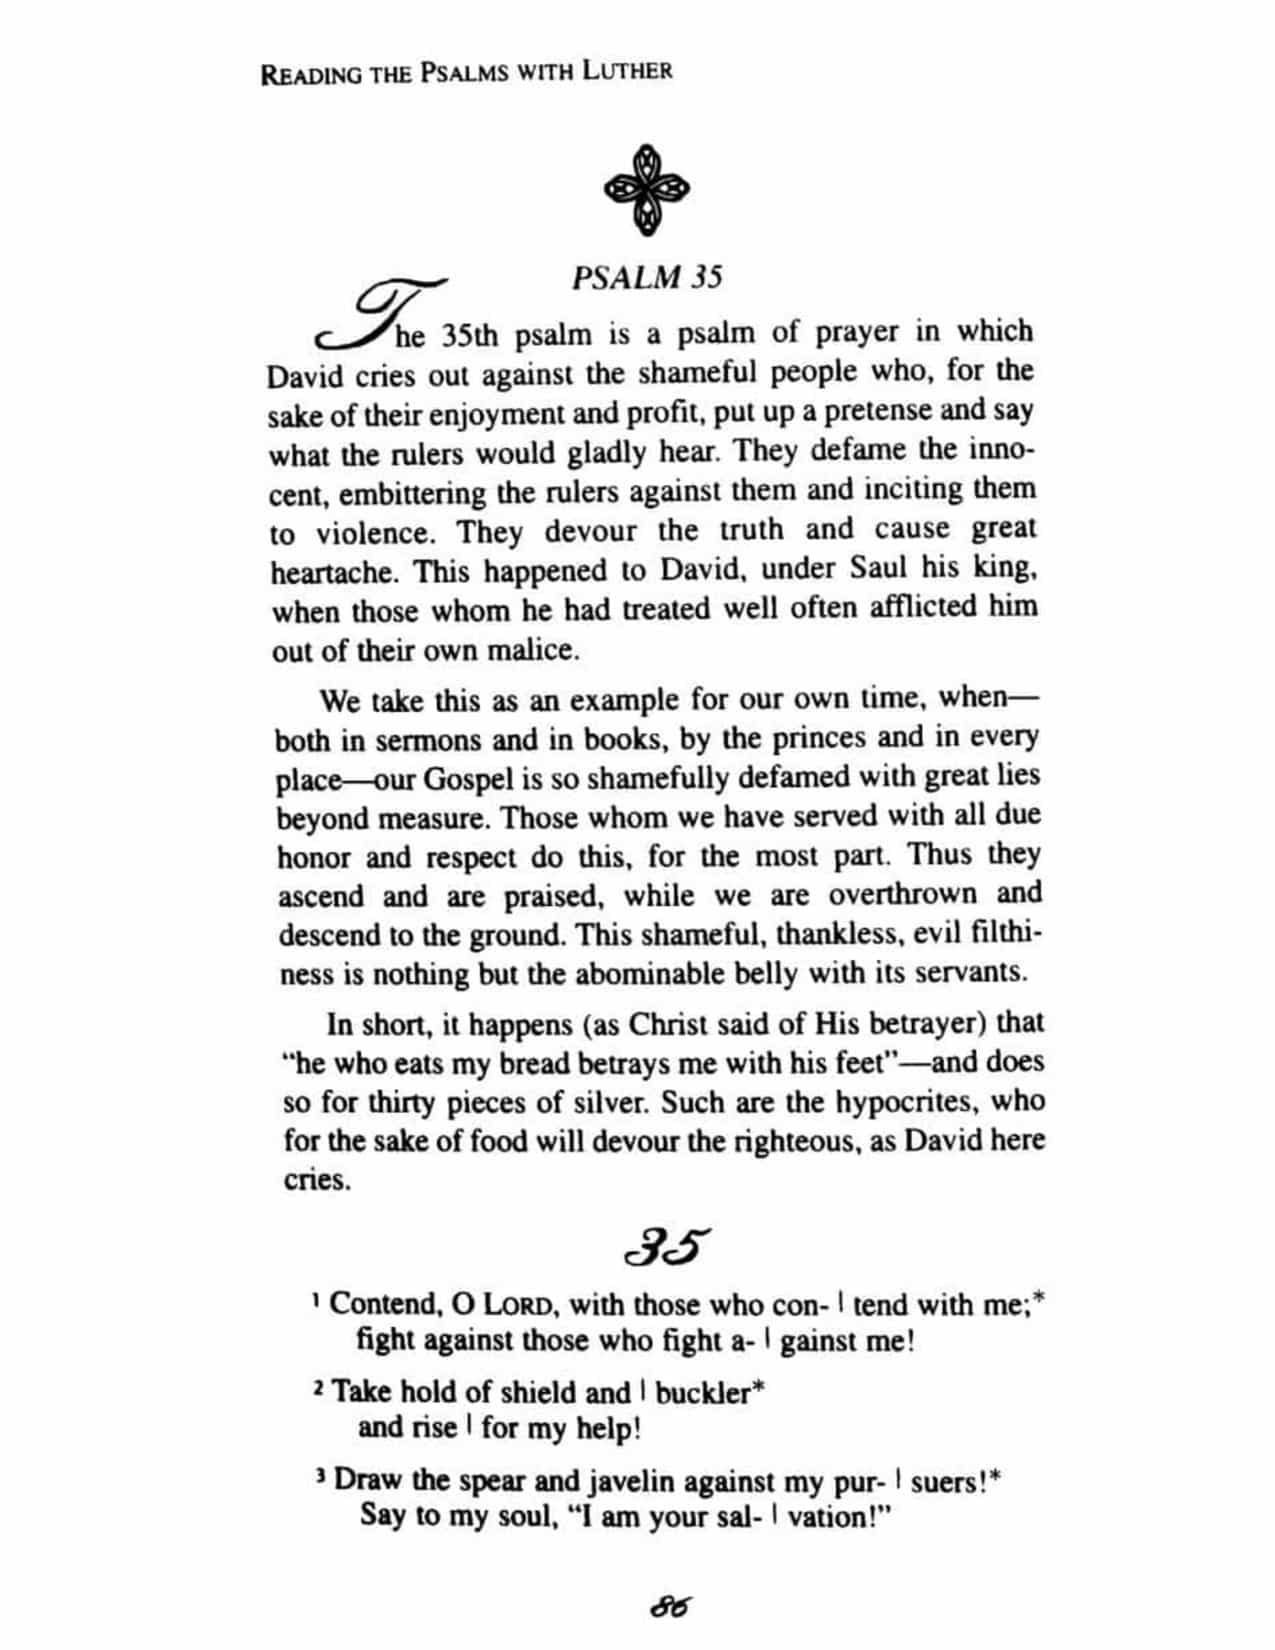 READING THE PSALMS WITH LUTHER
PSALM 35
The 35th psalm is a psalm of prayer in which
David cries out against the shameful people who, for the
sake of their enjoyment and profit, put up a pretense and say
what the rulers would gladly hear. They defame the inno-
cent, embittering the rulers against them and inciting them
to violence. They devour the truth and cause great
heartache. This happened to David, under Saul his king,
when those whom he had treated well often afflicted him
out of their own malice.
We take this as an example for our own time, when—
both in sermons and in books, by the princes and in every
place—our Gospel is so shamefully defamed with great lies
beyond measure. Those whom we have served with all due
honor and respect do this, for the most part. Thus they
ascend and are praised, while we are overthrown and
descend to the ground. This shameful, thankless, evil filthi-
ness is nothing but the abominable belly with its servants.
In short, it happens (as Christ said of His betrayer) that
“he who eats my bread betrays me with his feet”—and does
so for thirty pieces of silver. Such are the hypocrites, who
for the sake of food will devour the righteous, as David here
cries.
35
1 Contend, O LORD, with those who con- | tend with me;*
fight against those who fight a- | gainst me!
2 Take hold of shield and | buckler*
and rise | for my help!
3 Draw the spear and javelin against my pur- | suers!*
Say to my soul, “I am your sal- | vation!”
86